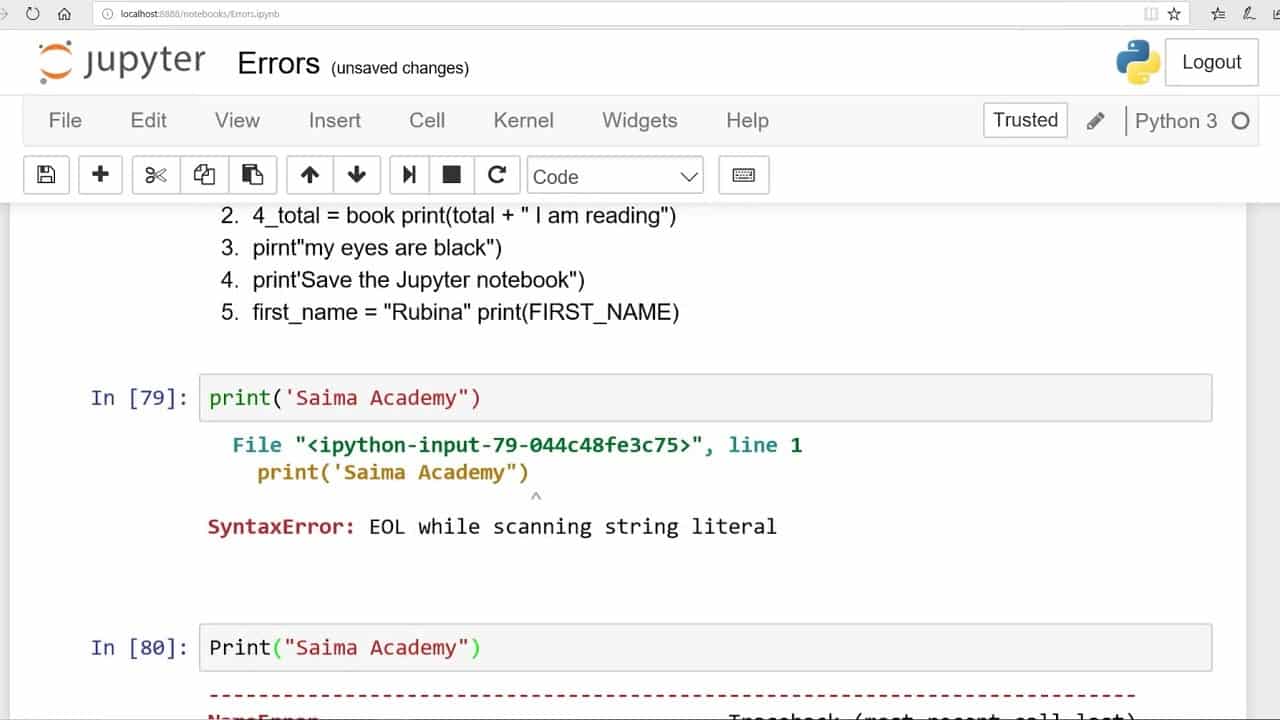 localhost:8888/notebooks/Errors.ipynb
jupyter Errors (unsaved changes)
Logout
File Edit View Insert Cell Kernel Widgets Help Trusted Python 3
Code
2. 4_total = book print(total + " I am reading")
3. pirnt"my eyes are black")
4. print'Save the Jupyter notebook")
5. first_name = "Rubina" print(FIRST_NAME)
In [79]: print('Saima Academy")
File "<ipython-input-79-044c48fe3c75>", line 1
print('Saima Academy")
^
SyntaxError: EOL while scanning string literal
In [80]: Print("Saima Academy")
---------------------------------------------------------------------------
NameError Traceback (most recent call last)